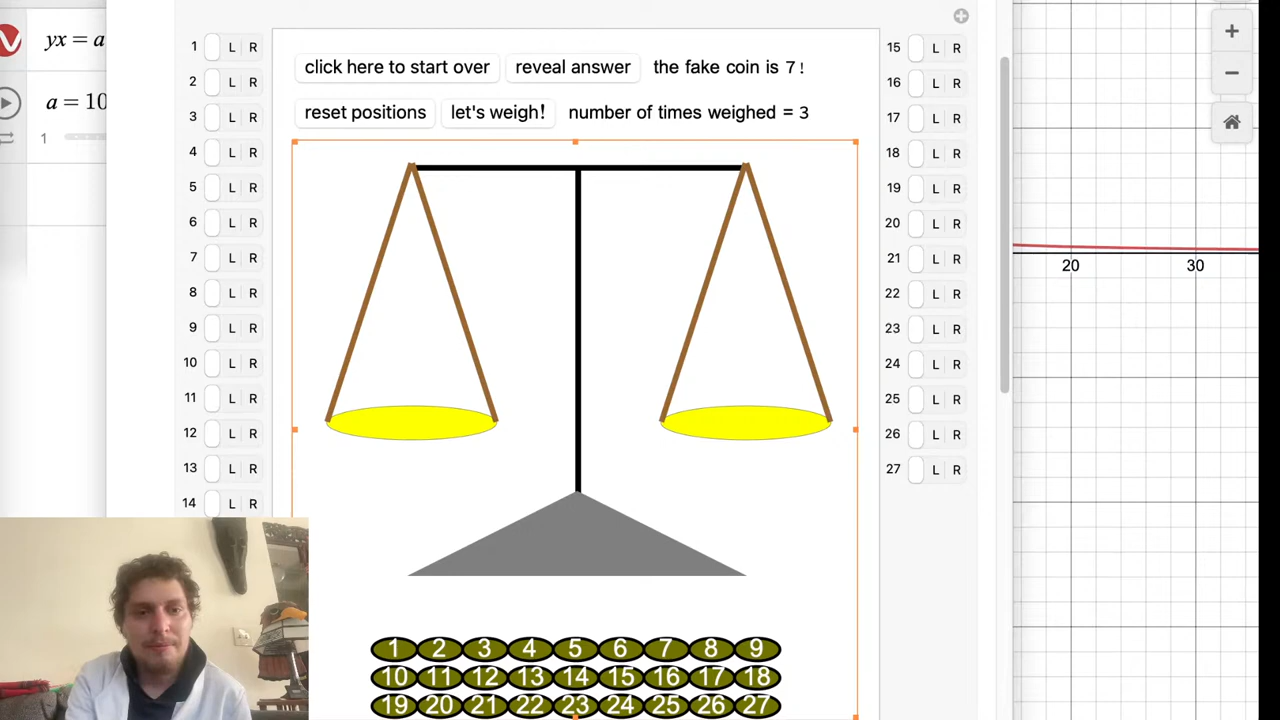 yx = a
a = 10
1
1 L R
2 L R
3 L R
4 L R
5 L R
6 L R
7 L R
8 L R
9 L R
10 L R
11 L R
12 L R
13 L R
14 L R
click here to start over reveal answer the fake coin is 7 !
reset positions let's weigh! number of times weighed = 3
1 2 3 4 5 6 7 8 9
10 11 12 13 14 15 16 17 18
19 20 21 22 23 24 25 26 27
15 L R
16 L R
17 L R
18 L R
19 L R
20 L R
21 L R
22 L R
23 L R
24 L R
25 L R
26 L R
27 L R
20 30